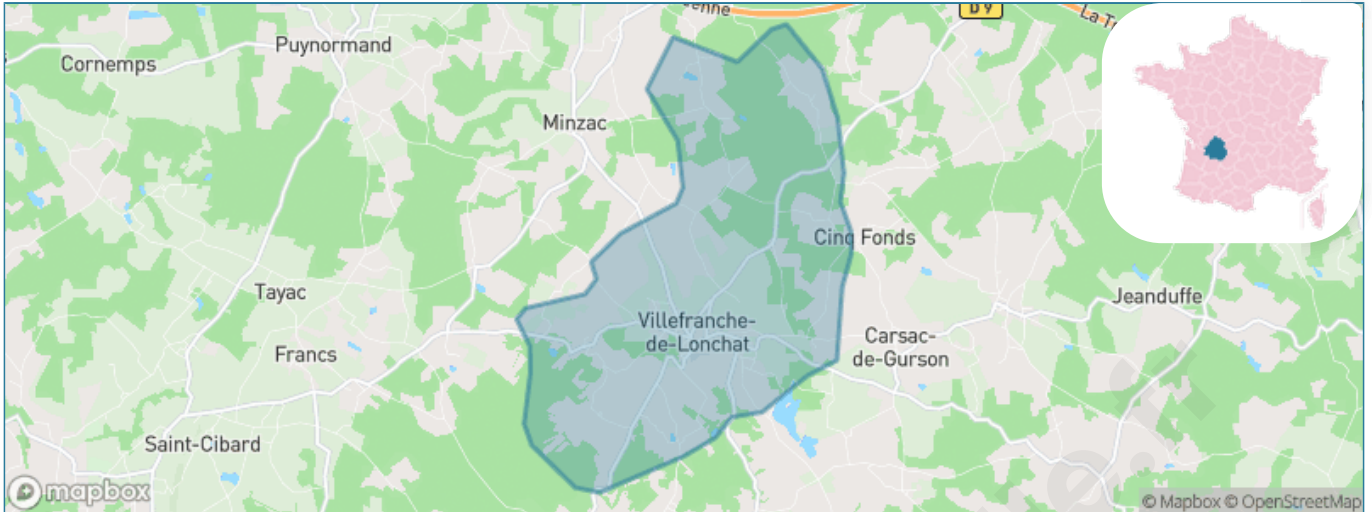 D 9
Puynormand
Cornemps
Minzac
Cinq Fonds
Tayac
Jeanduffe
Villefranche-
de-Lonchat
Carsac-
de-Gurson
Francs
Saint-Cibard
mapbox
© Mapbox © OpenStreetMap